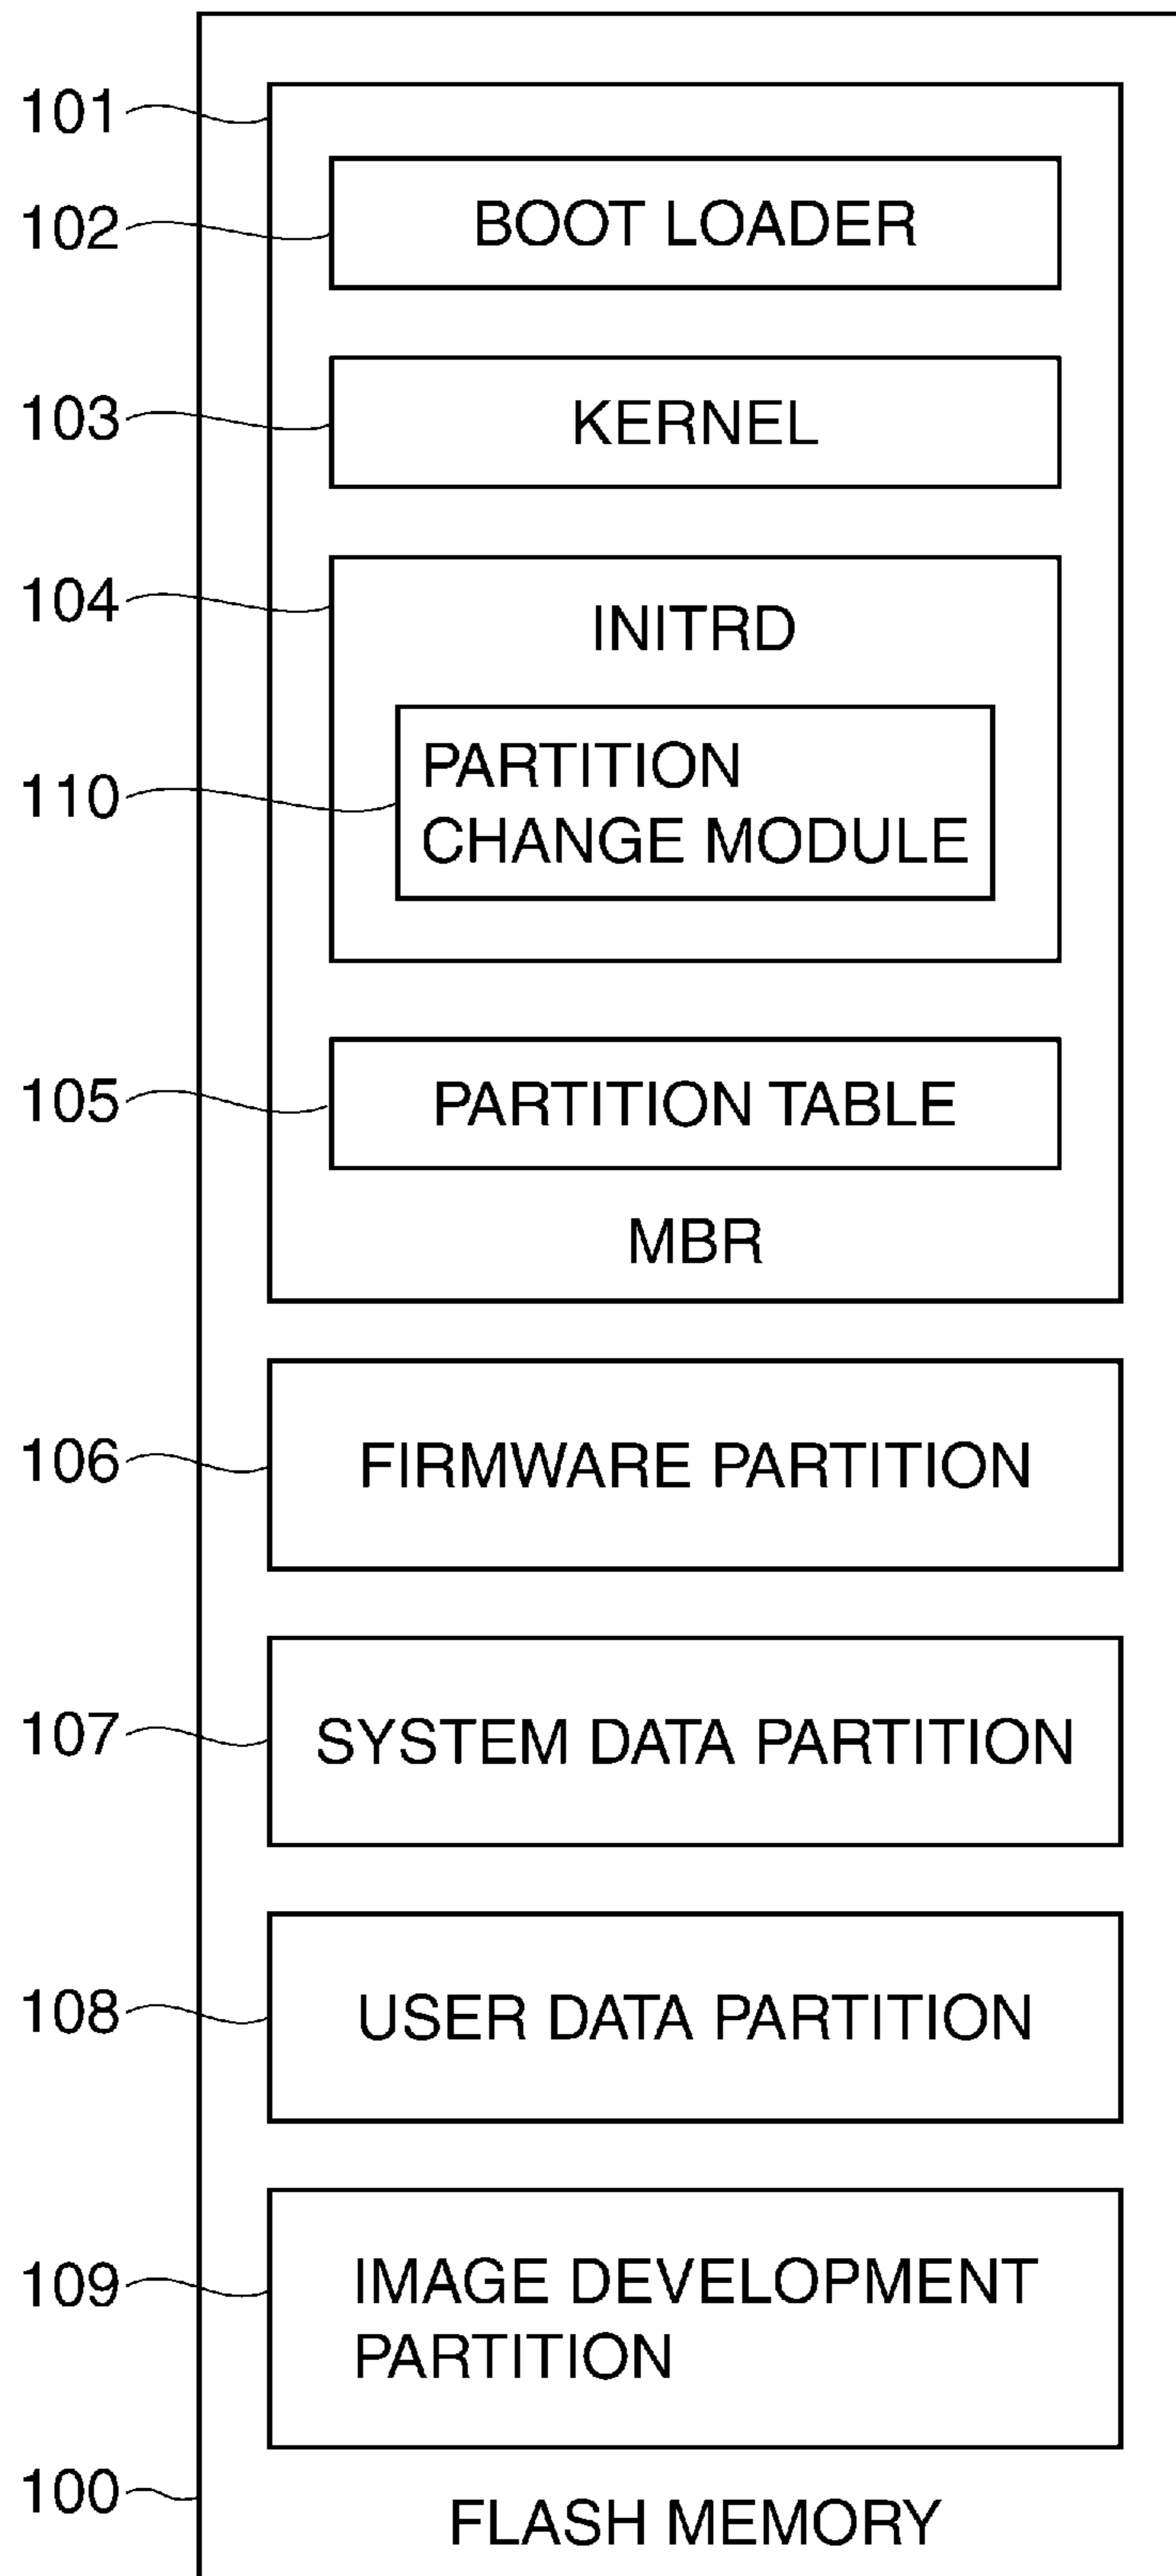 101
102
BOOT LOADER
103
KERNEL
104
INITRD
110
PARTITION
CHANGE MODULE
105
PARTITION TABLE
MBR
106
FIRMWARE PARTITION
107
SYSTEM DATA PARTITION
108
USER DATA PARTITION
109
IMAGE DEVELOPMENT
PARTITION
100
FLASH MEMORY